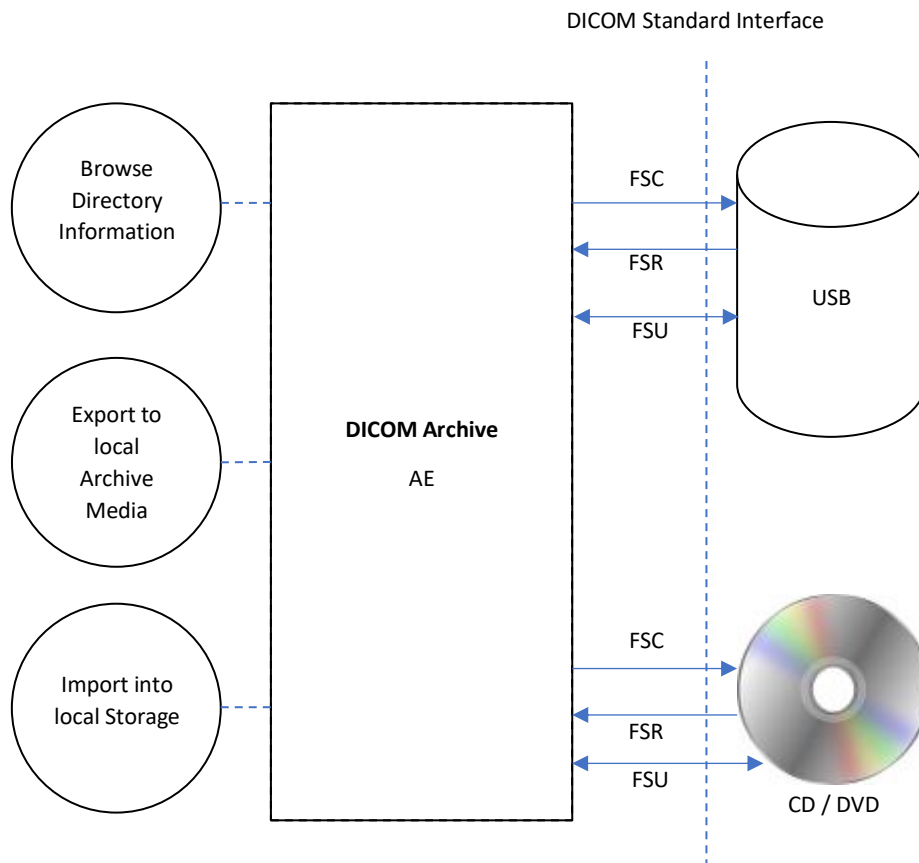 DICOM Standard Interface
Browse
Directory
Information
FSC
FSR
USB
FSU
Export to
local
Archive
Media
DICOM Archive
AE
Import into
local Storage
FSC
FSR
FSU
CD / DVD